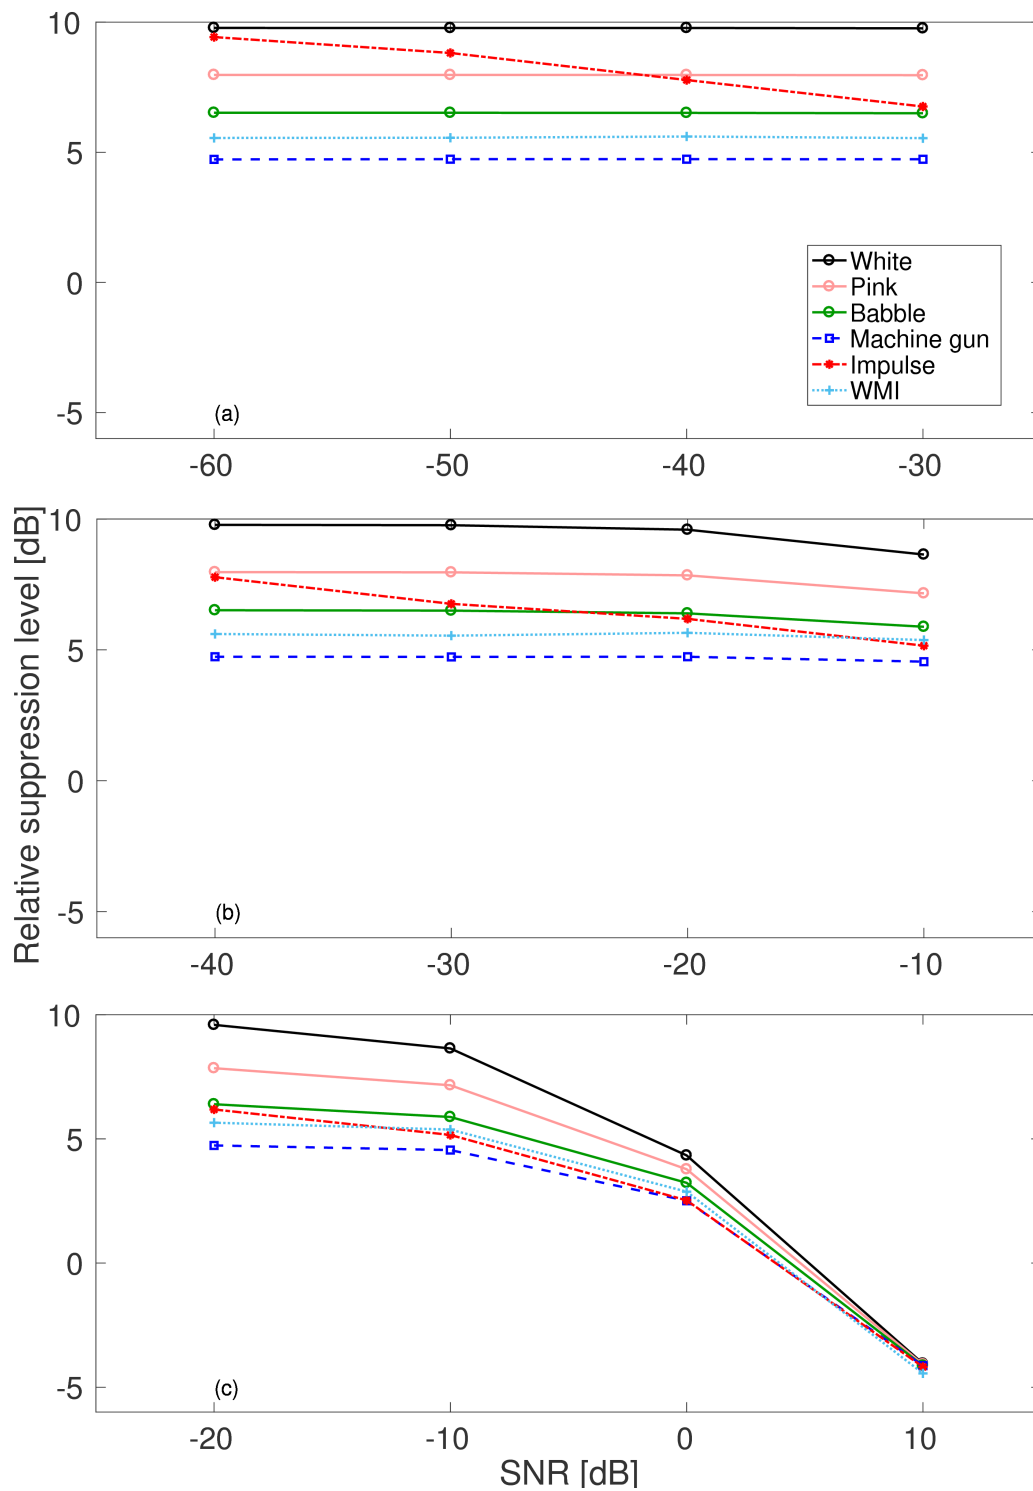 Relative suppression level [dB]
10
5
0
-5
(a)
White
Pink
Babble
Machine gun
Impulse
WMI
-60 -50 -40 -30
10
5
0
-5
(b)
-40 -30 -20 -10
10
5
0
-5
(c)
-20 -10 0 10
SNR [dB]